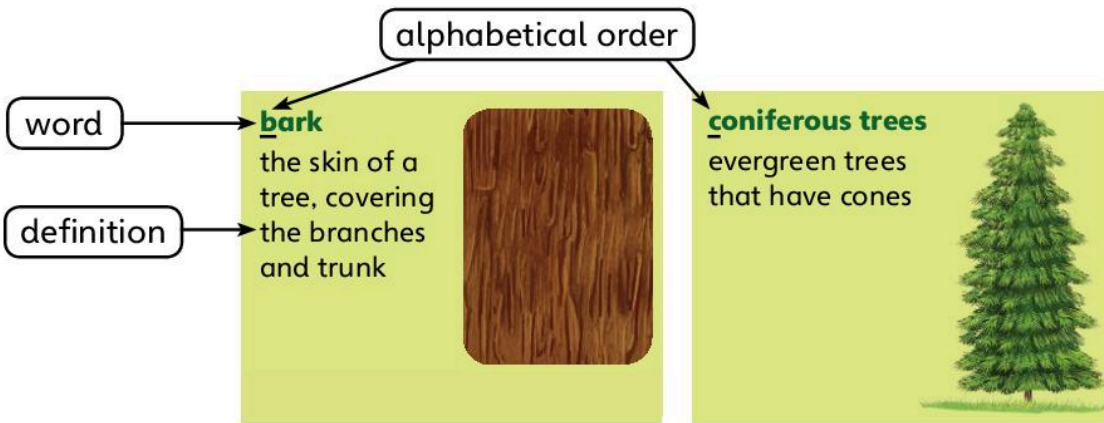 alphabetical order
word
bark
the skin of a
tree, covering
the branches
and trunk
definition
coniferous trees
evergreen trees
that have cones